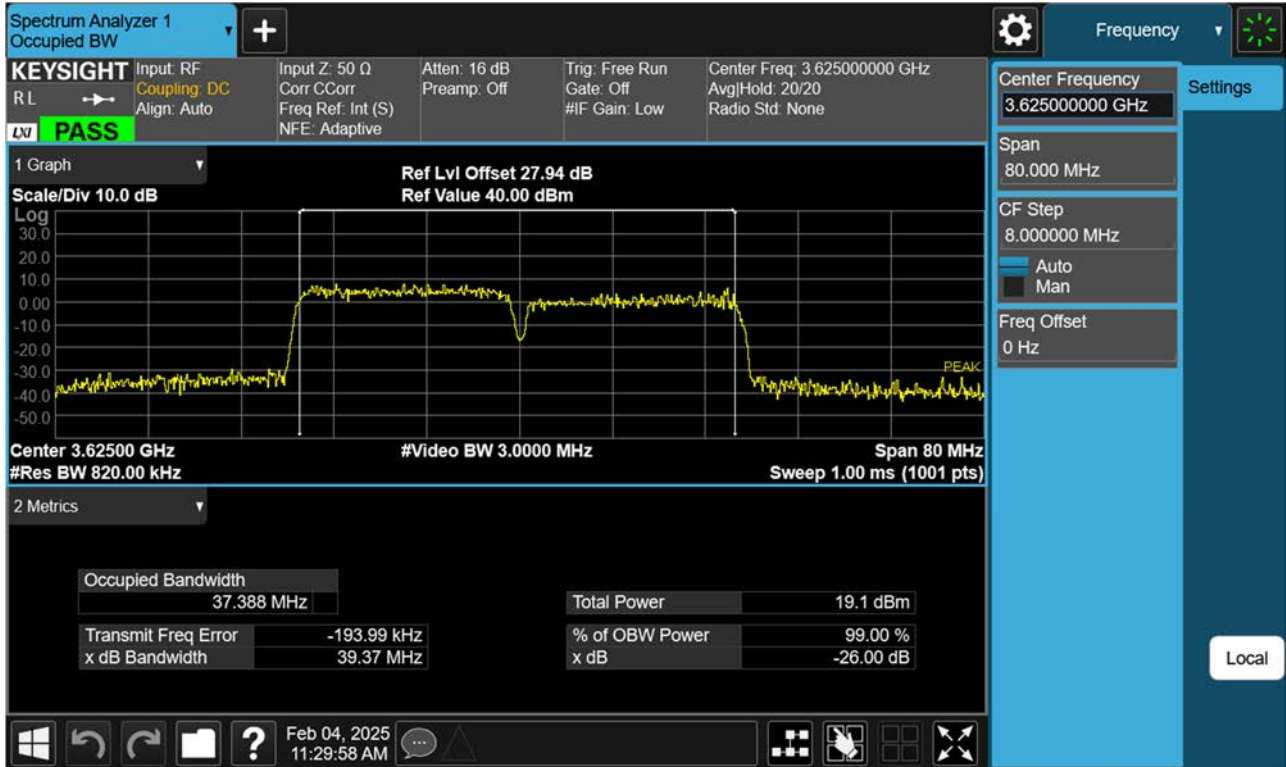 Spectrum Analyzer 1
Occupied BW
+
Frequency
KEYSIGHT
RL
LXI
PASS
Input: RF
Coupling: DC
Align: Auto
Input Z: 50 Ω
Corr CCorr
Freq Ref: Int (S)
NFE: Adaptive
Atten: 16 dB
Preamp: Off
Trig: Free Run
Gate: Off
#IF Gain: Low
Center Freq: 3.625000000 GHz
Avg|Hold: 20/20
Radio Std: None
1 Graph
Scale/Div 10.0 dB
Ref Lvl Offset 27.94 dB
Ref Value 40.00 dBm
Log
30.0
20.0
10.0
0.00
-10.0
-20.0
-30.0
-40.0
-50.0
PEAK
Center 3.62500 GHz
#Video BW 3.0000 MHz
Span 80 MHz
#Res BW 820.00 kHz
Sweep 1.00 ms (1001 pts)
2 Metrics
Occupied Bandwidth
37.388 MHz
Total Power 19.1 dBm
Transmit Freq Error -193.99 kHz
% of OBW Power 99.00 %
x dB Bandwidth 39.37 MHz
x dB -26.00 dB
Center Frequency
3.625000000 GHz
Settings
Span
80.000 MHz
CF Step
8.000000 MHz
Auto
Man
Freq Offset
0 Hz
Local
?
Feb 04, 2025
11:29:58 AM